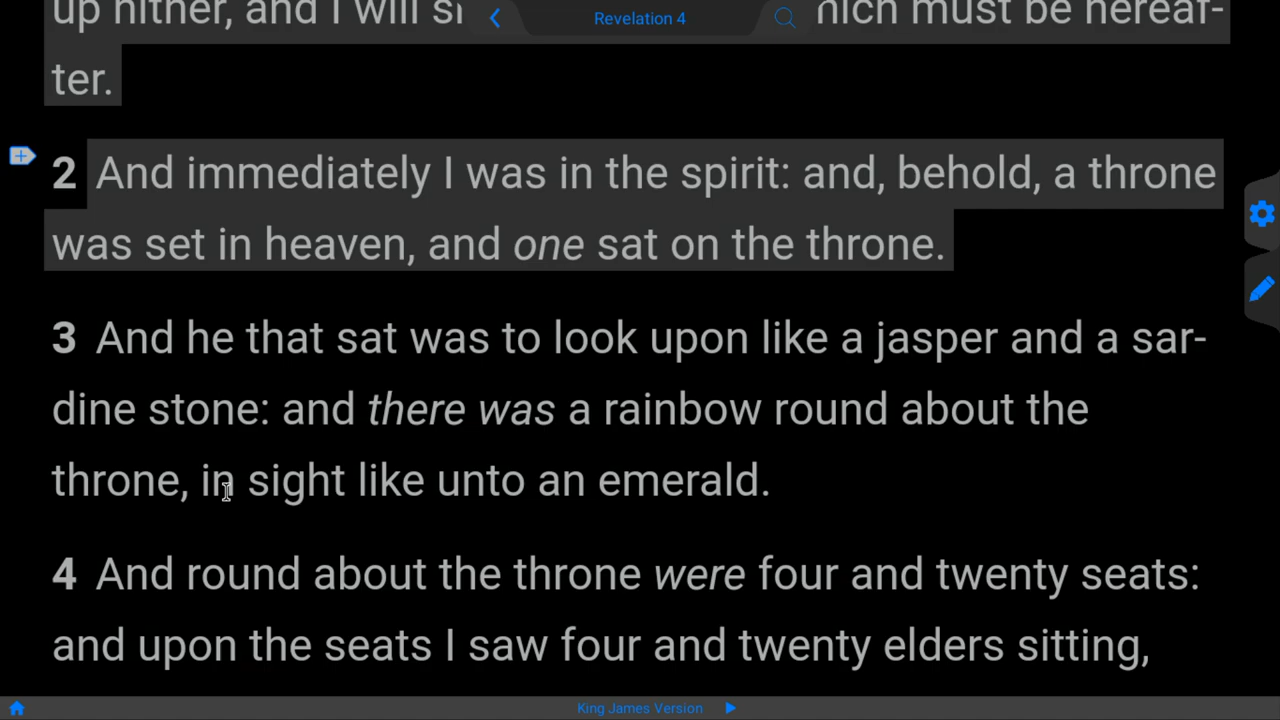 up hither, and I will
Revelation 4
must be hereaf-
ter.
2 And immediately I was in the spirit: and, behold, a throne
was set in heaven, and one sat on the throne.
3 And he that sat was to look upon like a jasper and a sar-
dine stone: and there was a rainbow round about the
throne, in sight like unto an emerald.
4 And round about the throne were four and twenty seats:
and upon the seats I saw four and twenty elders sitting,
King James Version